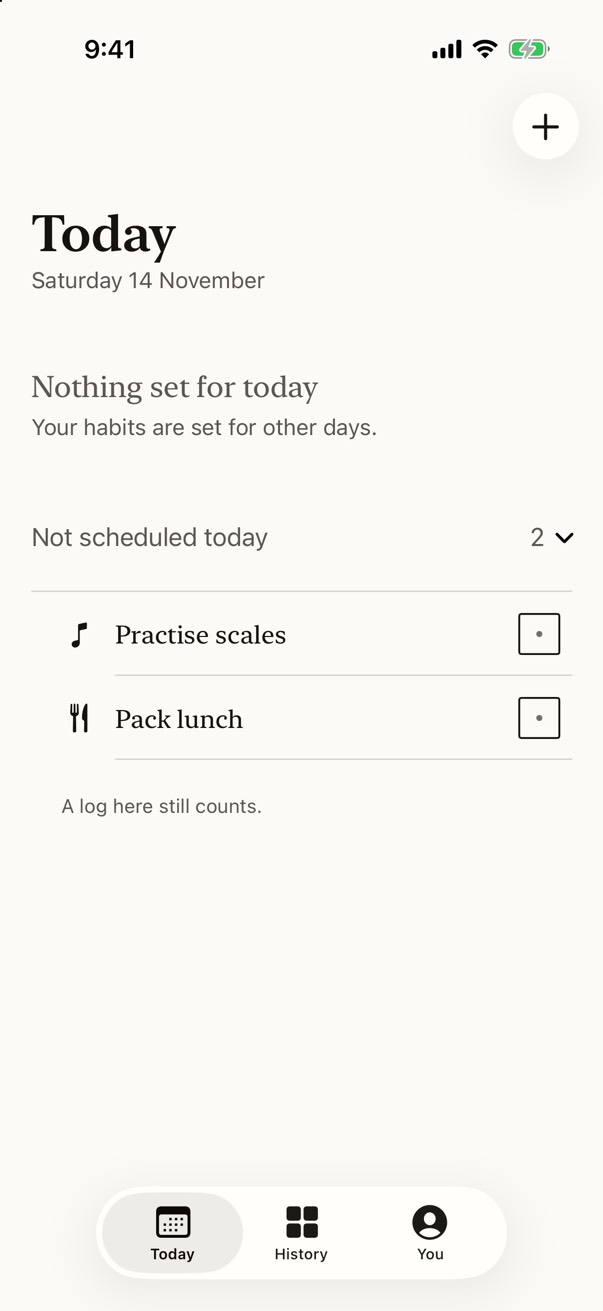 9:41
Today
Saturday 14 November
Nothing set for today
Your habits are set for other days.
Not scheduled today 2
Practise scales
Pack lunch
A log here still counts.
Today History You